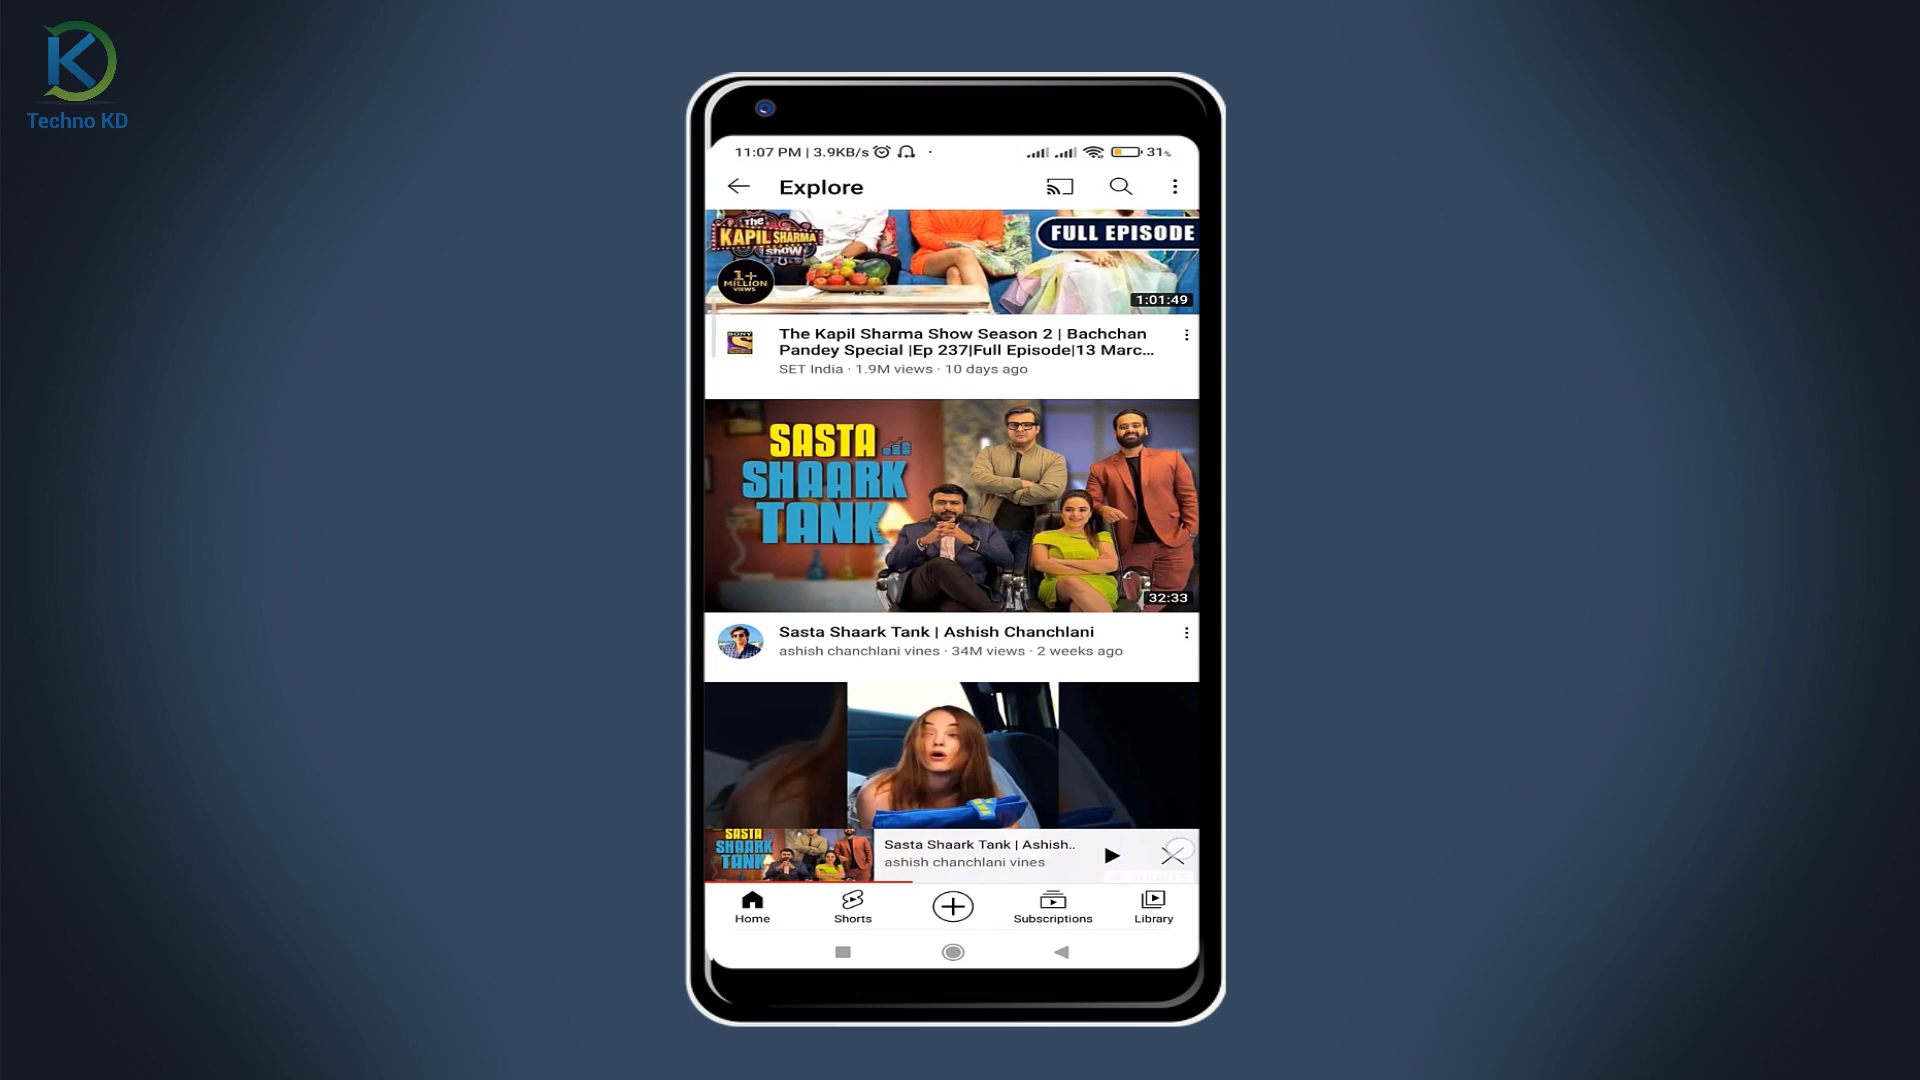 Techno KD
11:07 PM | 3.9KB/s
31%
Explore
The
KAPIL SHARMA
SHOW
FULL EPISODE
1+
MILLION
VIEWS
1:01:49
SONY
S
The Kapil Sharma Show Season 2 | Bachchan
Pandey Special |Ep 237|Full Episode|13 Marc...
SET India · 1.9M views · 10 days ago
SASTA
SHAARK
TANK
32:33
Sasta Shaark Tank | Ashish Chanchlani
ashish chanchlani vines · 34M views · 2 weeks ago
SASTA
SHAARK
TANK
Sasta Shaark Tank | Ashish..
ashish chanchlani vines
SHORTS
Home
Shorts
Subscriptions
Library